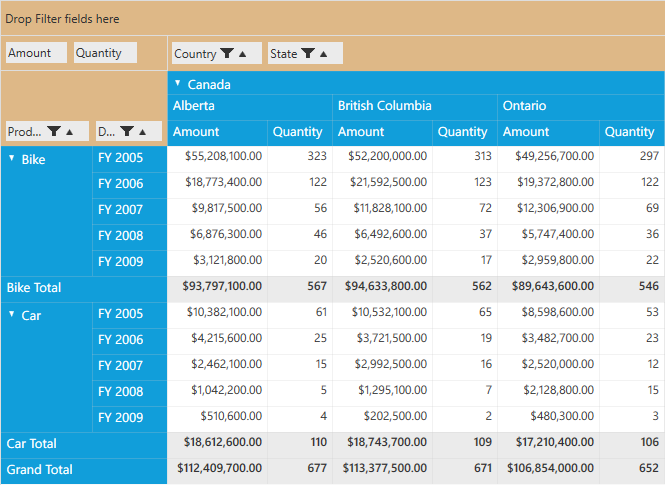 Drop Filter fields here
Amount Quantity Country State
Canada
Alberta British Columbia Ontario
Prod... D... Amount Quantity Amount Quantity Amount Quantity
Bike FY 2005 $55,208,100.00 323 $52,200,000.00 313 $49,256,700.00 297
FY 2006 $18,773,400.00 122 $21,592,500.00 123 $19,372,800.00 122
FY 2007 $9,817,500.00 56 $11,828,100.00 72 $12,306,900.00 69
FY 2008 $6,876,300.00 46 $6,492,600.00 37 $5,747,400.00 36
FY 2009 $3,121,800.00 20 $2,520,600.00 17 $2,959,800.00 22
Bike Total $93,797,100.00 567 $94,633,800.00 562 $89,643,600.00 546
Car FY 2005 $10,382,100.00 61 $10,532,100.00 65 $8,598,600.00 53
FY 2006 $4,215,600.00 25 $3,721,500.00 19 $3,482,700.00 23
FY 2007 $2,462,100.00 15 $2,992,500.00 16 $2,520,000.00 12
FY 2008 $1,042,200.00 5 $1,295,100.00 7 $2,128,800.00 15
FY 2009 $510,600.00 4 $202,500.00 2 $480,300.00 3
Car Total $18,612,600.00 110 $18,743,700.00 109 $17,210,400.00 106
Grand Total $112,409,700.00 677 $113,377,500.00 671 $106,854,000.00 652